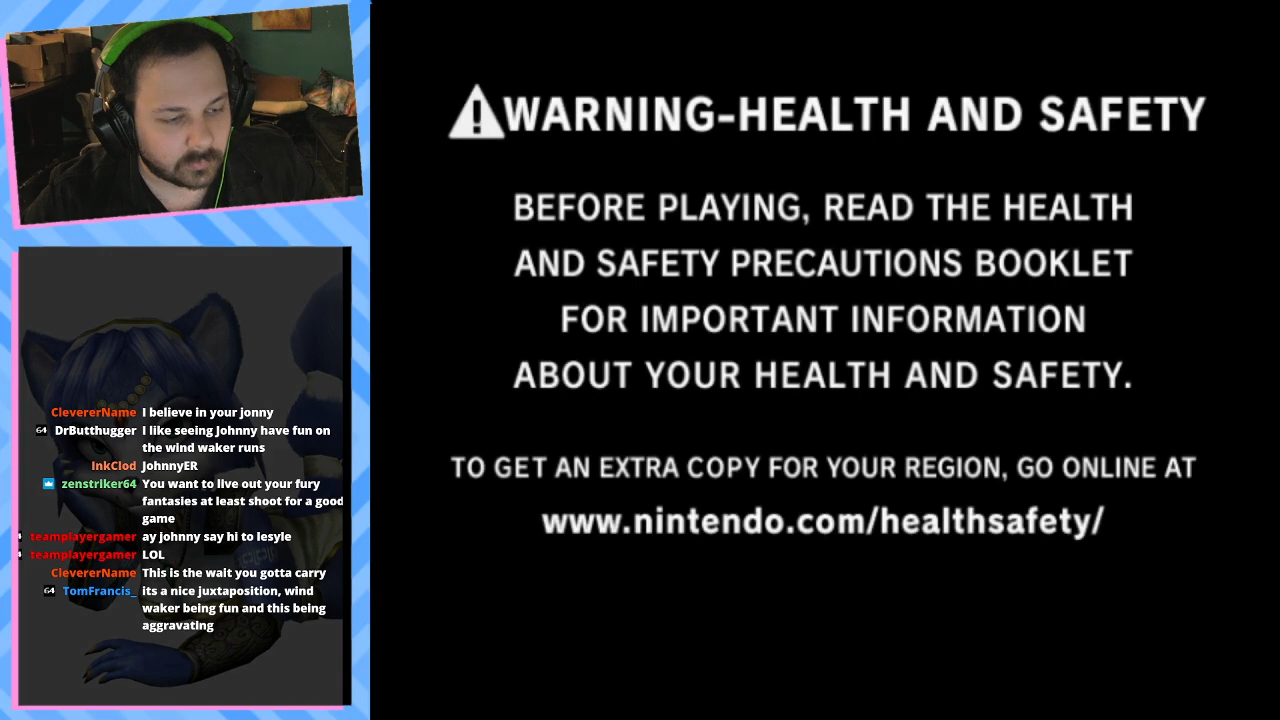 WARNING-HEALTH AND SAFETY
BEFORE PLAYING, READ THE HEALTH
AND SAFETY PRECAUTIONS BOOKLET
FOR IMPORTANT INFORMATION
ABOUT YOUR HEALTH AND SAFETY.
TO GET AN EXTRA COPY FOR YOUR REGION, GO ONLINE AT
www.nintendo.com/healthsafety/
CleverName I believe in your jonny
64 DrButthugger I like seeing Johnny have fun on
the wind waker runs
InkClod JohnnyER
zenstriker64 You want to live out your fury
fantasies at least shoot for a good
game
teamplayergamer ay johnny say hi to lesyle
teamplayergamer LOL
CleverName This is the wait you gotta carry
64 TomFrancis_ its a nice juxtaposition, wind
waker being fun and this being
aggravating